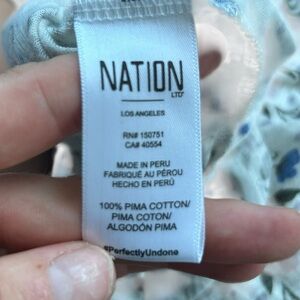 NATION
LTD
LOS ANGELES
RN# 150751
CA# 40554
MADE IN PERU
FABRIQUÉ AU PÉROU
HECHO EN PERÚ
100% PIMA COTTON/
PIMA COTON/
ALGODÓN PIMA
#PerfectlyUndone